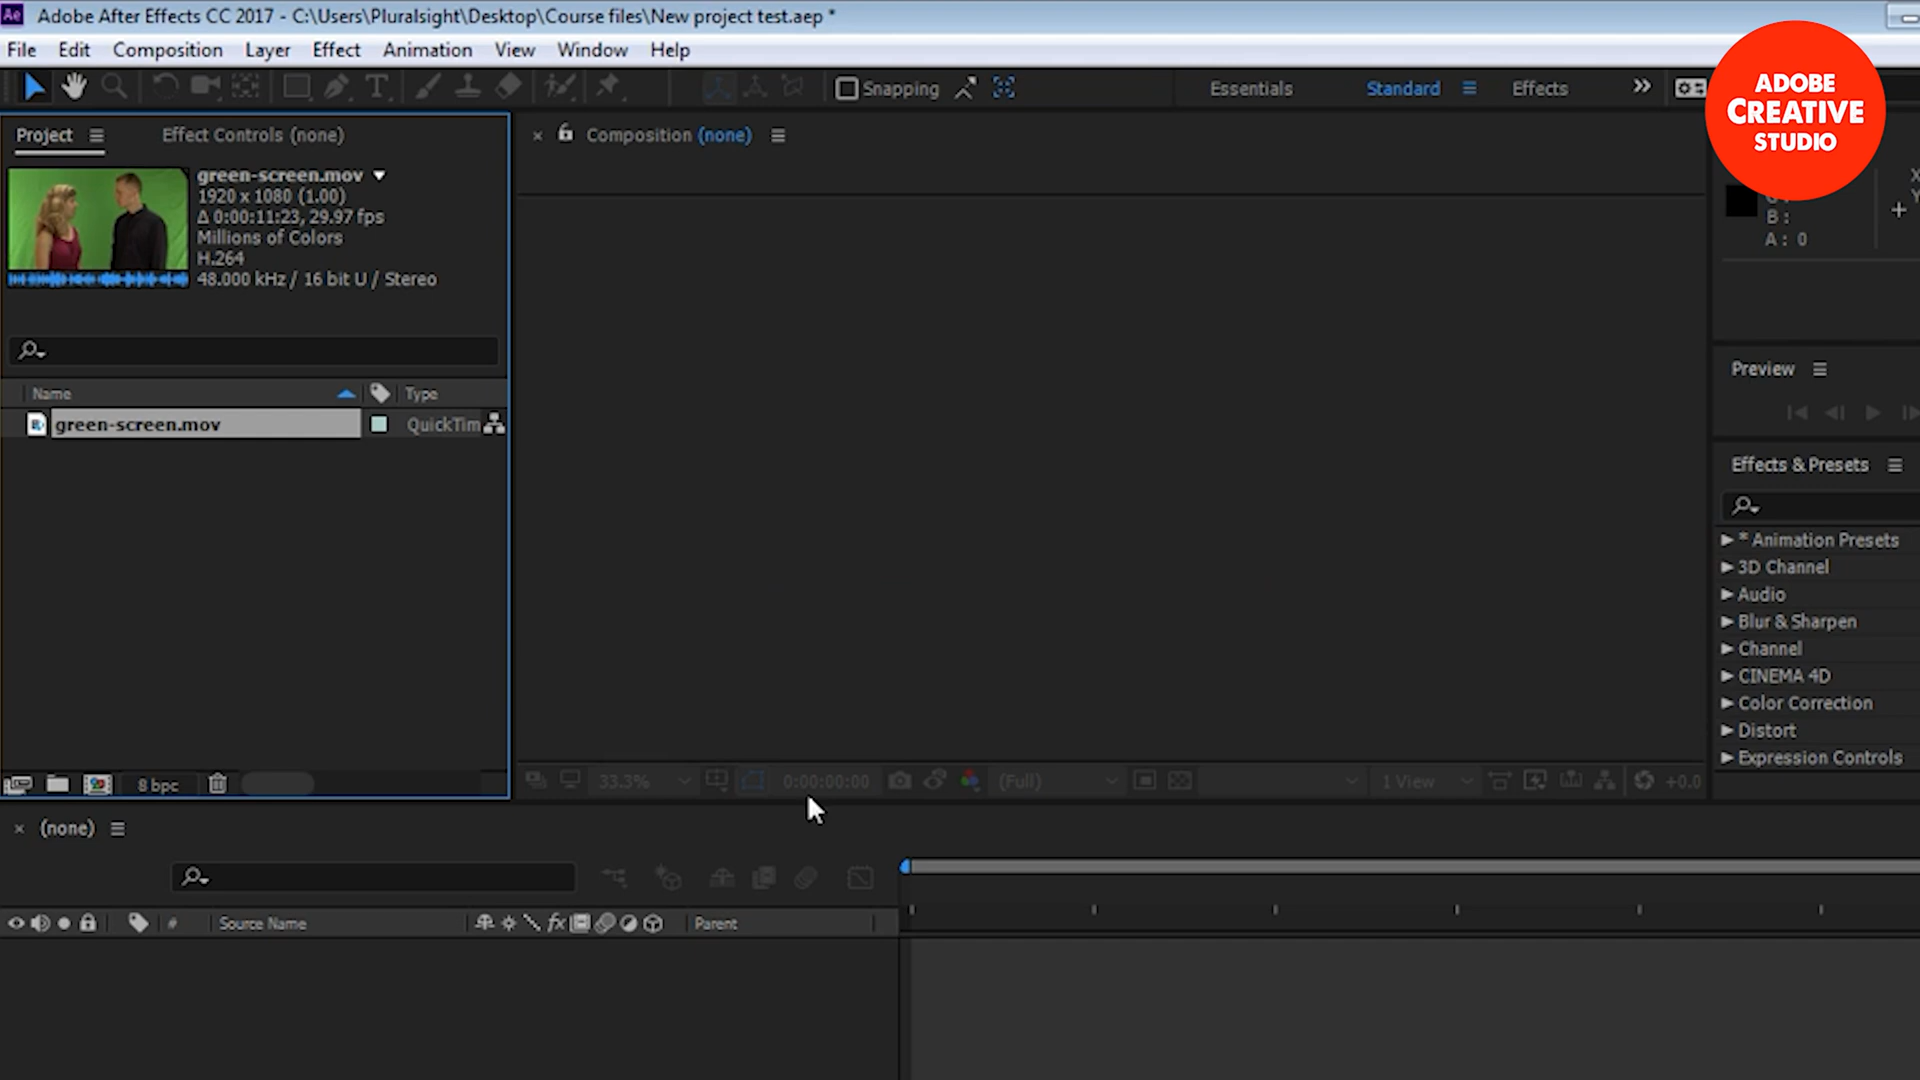 Ae Adobe After Effects CC 2017 - C:\Users\Pluralsight\Desktop\Course files\New project test.aep *
File Edit Composition Layer Effect Animation View Window Help
T Snapping Essentials Standard Effects
ADOBE
CREATIVE
STUDIO
Project Effect Controls (none)
Composition (none)
green-screen.mov
1920 x 1080 (1.00)
Δ 0:00:11:23, 29.97 fps
Millions of Colors
H.264
48.000 kHz / 16 bit U / Stereo
X
Y
B:
A: 0
Name Type
green-screen.mov QuickTim
Preview
Effects & Presets
* Animation Presets
3D Channel
Audio
Blur & Sharpen
Channel
CINEMA 4D
Color Correction
Distort
Expression Controls
8 bpc
33.3% 0:00:00:00 (Full) 1 View +0.0
(none)
# Source Name fx Parent